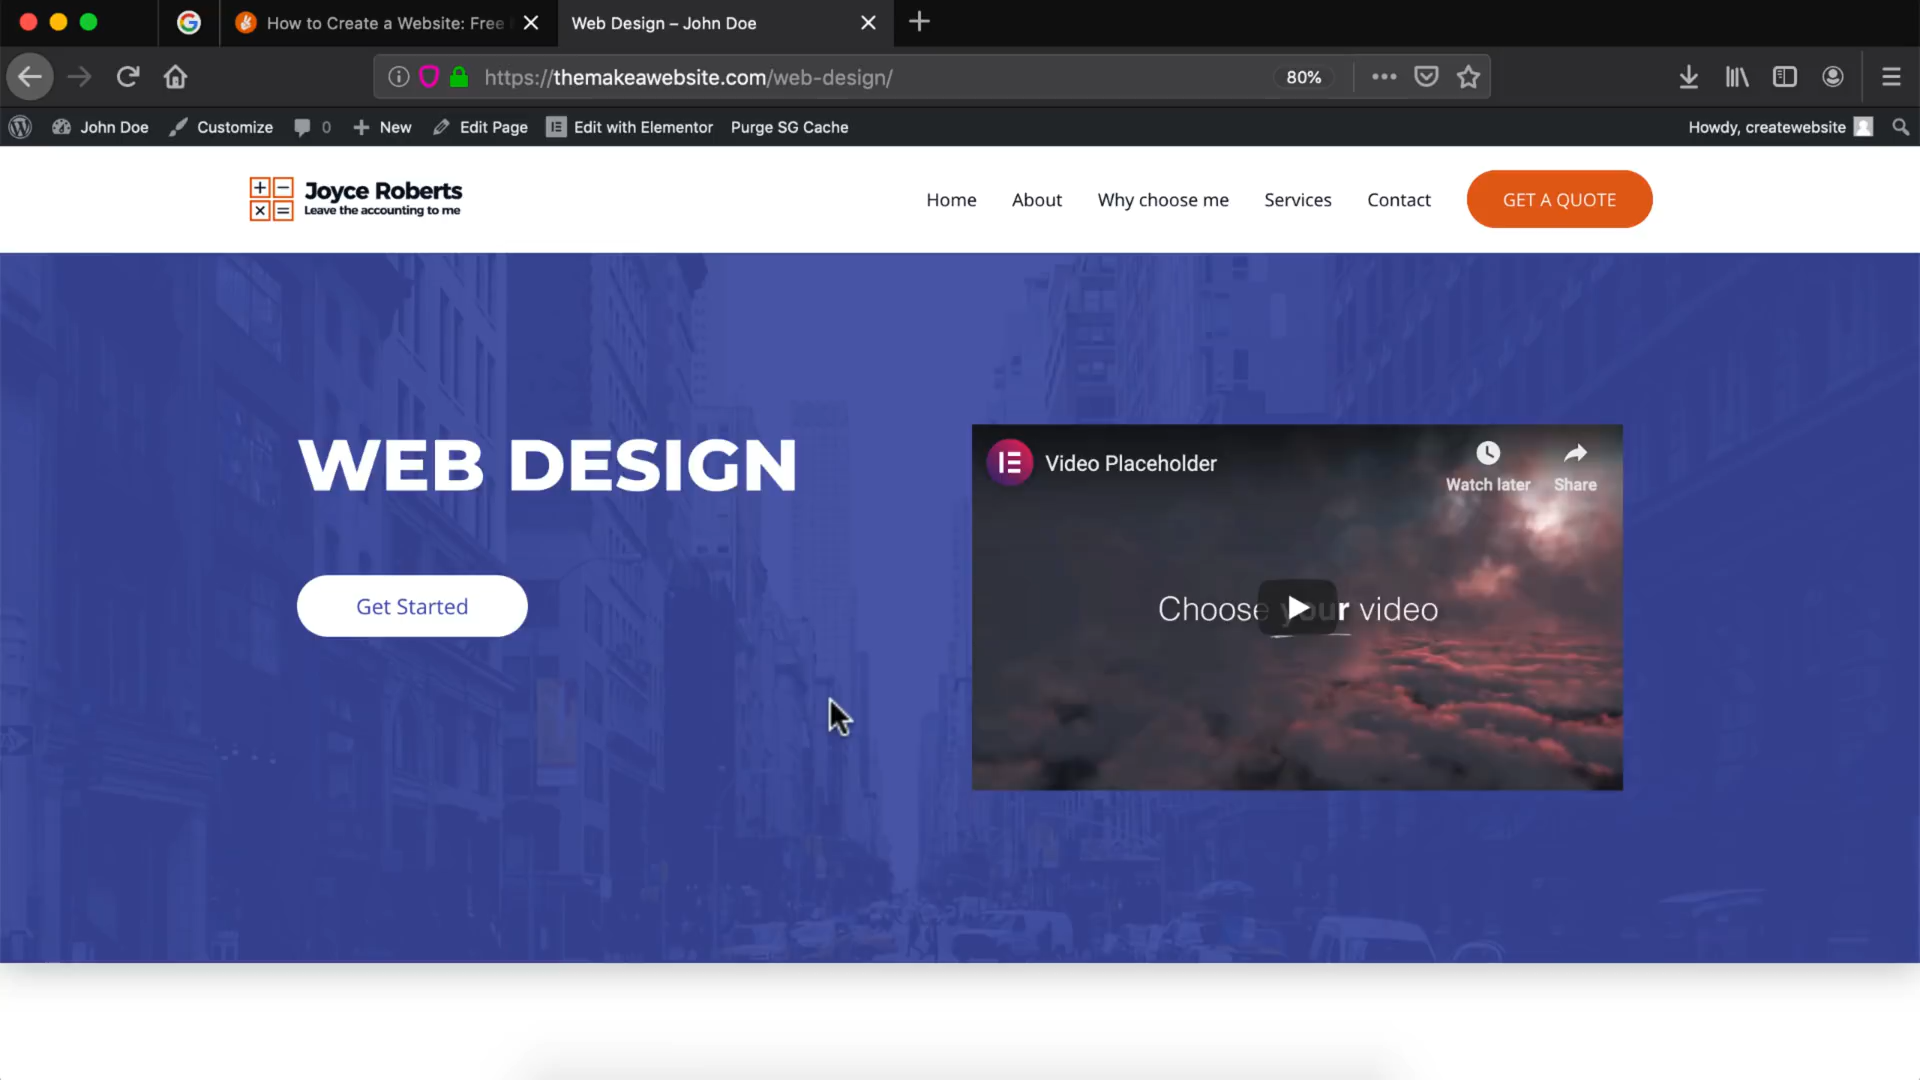 How to Create a Website: Free
Web Design – John Doe
https://themakeawebsite.com/web-design/
80%
John Doe
Customize
0
New
Edit Page
Edit with Elementor
Purge SG Cache
Howdy, createwebsite
Joyce Roberts
Leave the accounting to me
Home
About
Why choose me
Services
Contact
GET A QUOTE
WEB DESIGN
Get Started
Video Placeholder
Watch later
Share
Choose your video